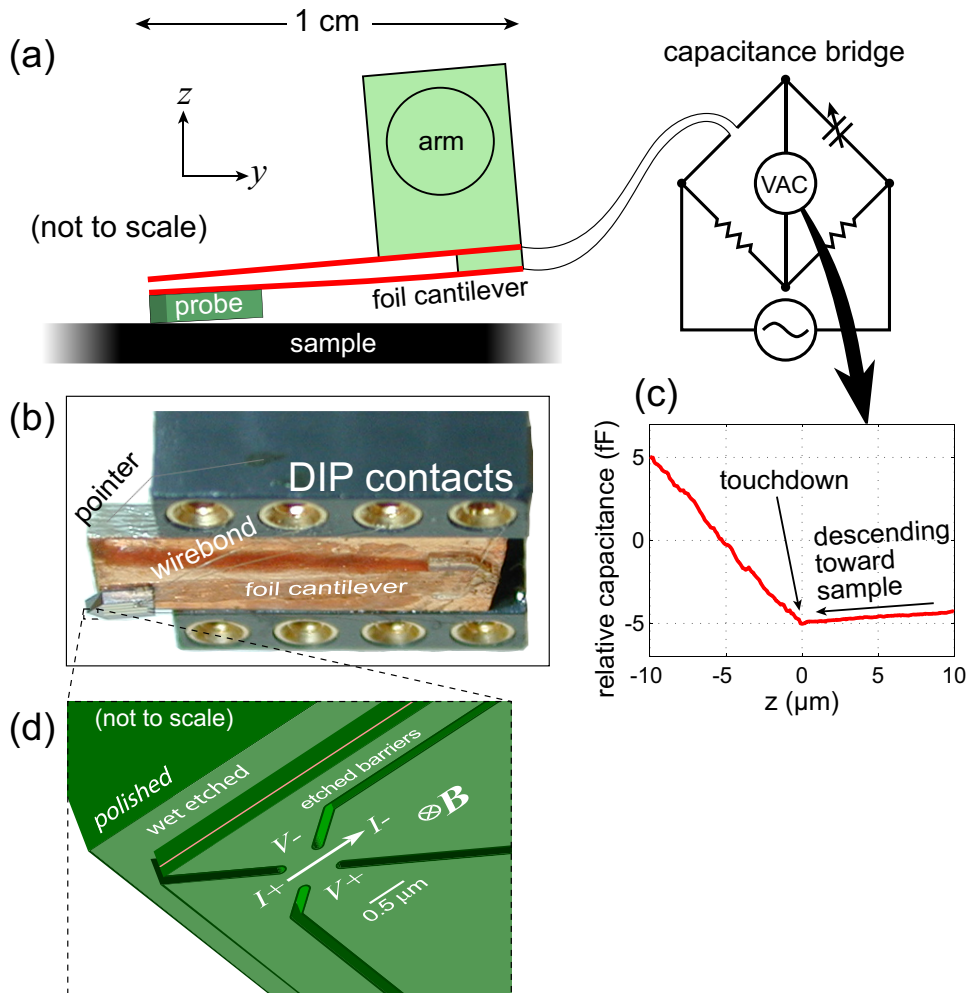 1 cm
(a)
capacitance bridge
z
arm
y
VAC
(not to scale)
foil cantilever
probe
sample
(b)
(c)
DIP contacts
pointer
wirebond
foil cantilever
relative capacitance (fF)
5
0
-5
touchdown
descending
toward
sample
-10
-5
0
5
10
z (μm)
(d)
(not to scale)
polished
wet etched
etched barriers
⊗B
V-
I-
I+
V+
0.5 μm